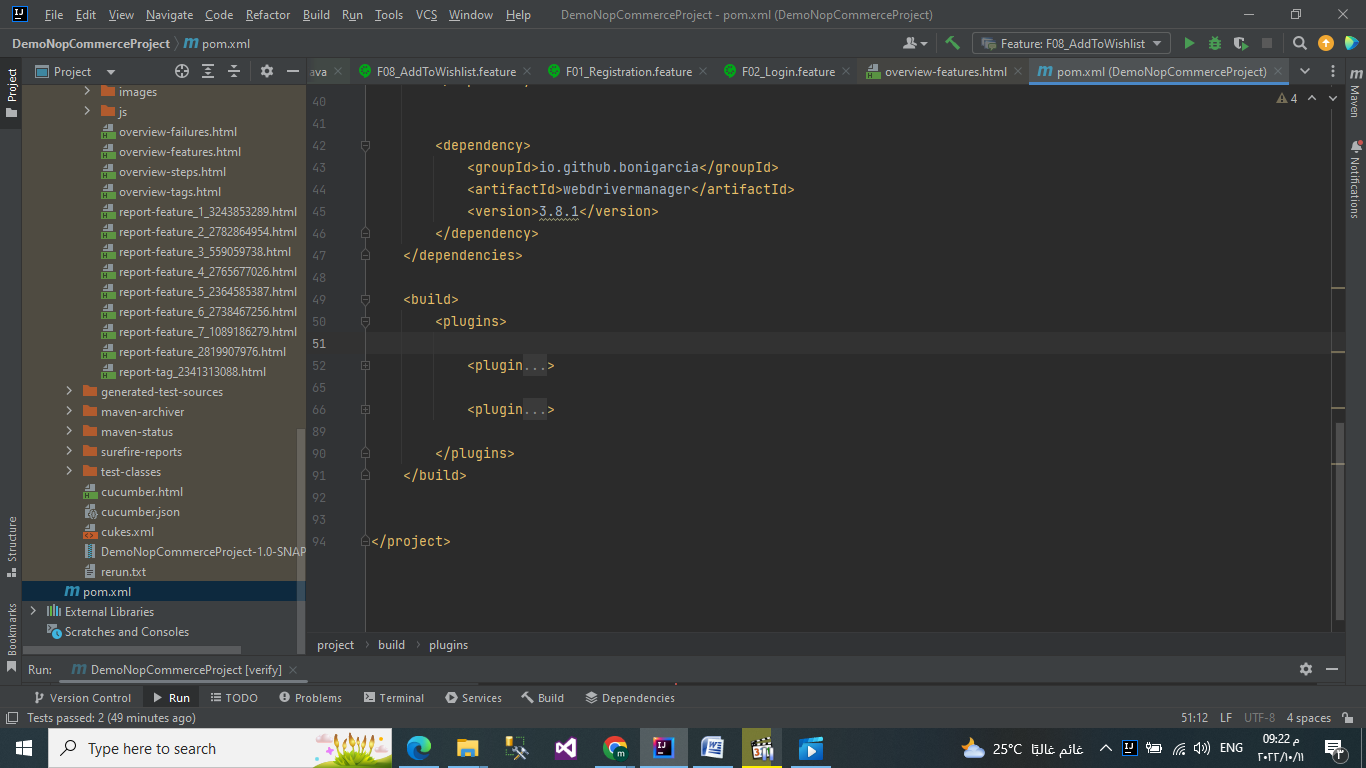 File Edit View Navigate Code Refactor Build Run Tools VCS Window Help DemoNopCommerceProject - pom.xml (DemoNopCommerceProject)
DemoNopCommerceProject pom.xml Feature: F08_AddToWishlist
Project
ava F08_AddToWishlist.feature F01_Registration.feature F02_Login.feature overview-features.html pom.xml (DemoNopCommerceProject)
Project
Structure
Bookmarks
images
js
overview-failures.html
overview-features.html
overview-steps.html
overview-tags.html
report-feature_1_3243853289.html
report-feature_2_2782864954.html
report-feature_3_559059738.html
report-feature_4_2765677026.html
report-feature_5_2364585387.html
report-feature_6_2738467256.html
report-feature_7_1089186279.html
report-feature_2819907976.html
report-tag_2341313088.html
generated-test-sources
maven-archiver
maven-status
surefire-reports
test-classes
cucumber.html
cucumber.json
cukes.xml
DemoNopCommerceProject-1.0-SNAP
rerun.txt
pom.xml
External Libraries
Scratches and Consoles
40
41
42 <dependency>
43 <groupId>io.github.bonigarcia</groupId>
44 <artifactId>webdrivermanager</artifactId>
45 <version>3.8.1</version>
46 </dependency>
47 </dependencies>
48
49 <build>
50 <plugins>
51
52 <plugin...>
65
66 <plugin...>
89
90 </plugins>
91 </build>
92
93
94 </project>
4
Maven
Notifications
project build plugins
Run: DemoNopCommerceProject [verify]
Version Control Run TODO Problems Terminal Services Build Dependencies
Tests passed: 2 (49 minutes ago) 51:12 LF UTF-8 4 spaces
Type here to search
25°C غائم غالبًا
ENG
09:22 م
٢٠٢٢/١٠/١١
٣